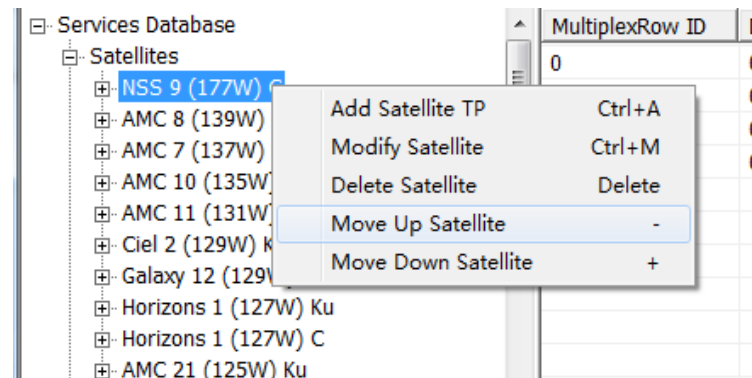 Services Database
Satellites
NSS 9 (177W) C
AMC 8 (139W)
AMC 7 (137W)
AMC 10 (135W)
AMC 11 (131W)
Ciel 2 (129W) K
Galaxy 12 (129W
Horizons 1 (127W) Ku
Horizons 1 (127W) C
AMC 21 (125W) Ku
Add Satellite TP Ctrl+A
Modify Satellite Ctrl+M
Delete Satellite Delete
Move Up Satellite -
Move Down Satellite +
MultiplexRow ID
0